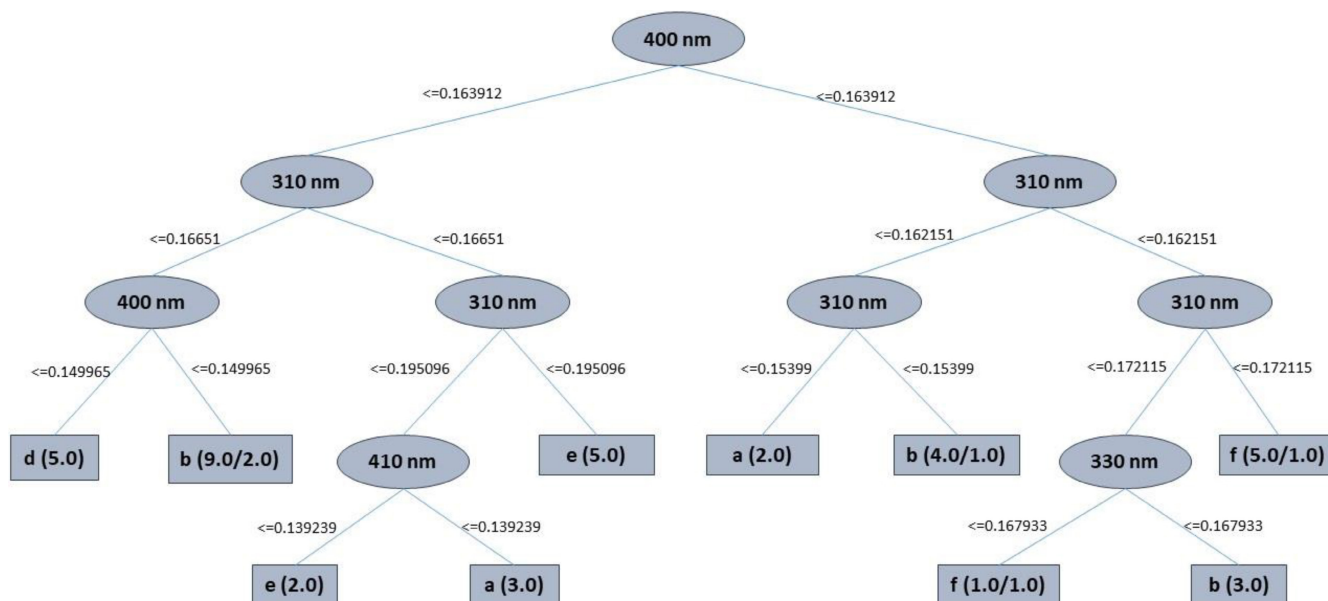 400 nm
<=0.163912
<=0.163912
310 nm
310 nm
<=0.16651
<=0.16651
<=0.162151
<=0.162151
400 nm
310 nm
310 nm
310 nm
<=0.149965
<=0.149965
<=0.195096
<=0.195096
<=0.15399
<=0.15399
<=0.172115
<=0.172115
d (5.0)
b (9.0/2.0)
410 nm
e (5.0)
a (2.0)
b (4.0/1.0)
330 nm
f (5.0/1.0)
<=0.139239
<=0.139239
<=0.167933
<=0.167933
e (2.0)
a (3.0)
f (1.0/1.0)
b (3.0)